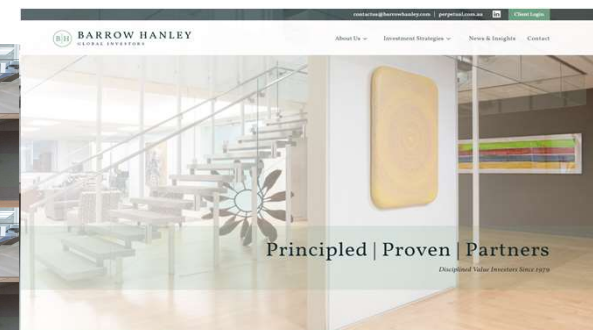 contactus@barrowhanley.com | perpetual.com.au in Client Login
B|H BARROW HANLEY
GLOBAL INVESTORS
About Us Investment Strategies News & Insights Contact
Principled | Proven | Partners
Disciplined Value Investors Since 1979